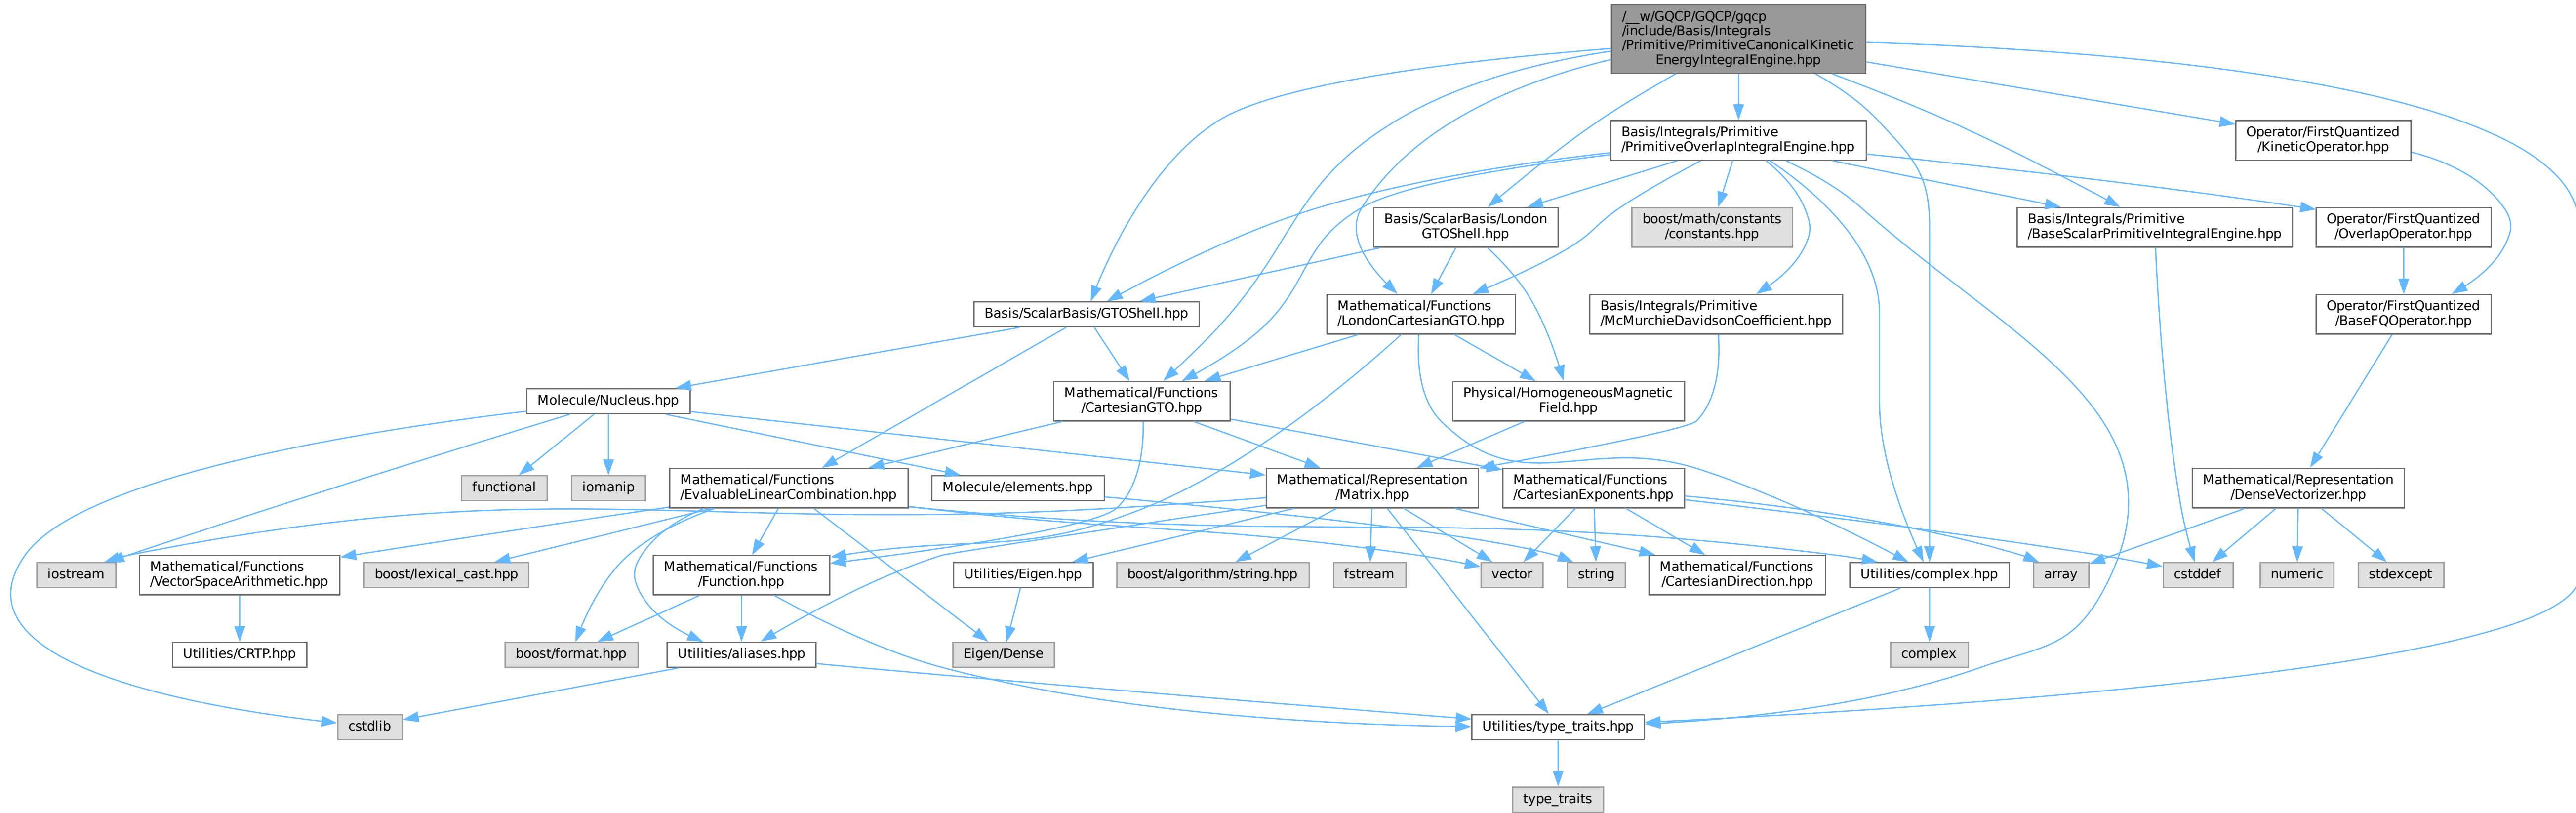 /__w/GQCP/GQCP/gqcp
/include/Basis/Integrals
/Primitive/PrimitiveCanonicalKinetic
EnergyIntegralEngine.hpp
Basis/Integrals/Primitive
/PrimitiveOverlapIntegralEngine.hpp
Operator/FirstQuantized
/KineticOperator.hpp
Basis/ScalarBasis/London
GTOShell.hpp
boost/math/constants
/constants.hpp
Basis/Integrals/Primitive
/BaseScalarPrimitiveIntegralEngine.hpp
Operator/FirstQuantized
/OverlapOperator.hpp
Basis/ScalarBasis/GTOShell.hpp
Mathematical/Functions
/LondonCartesianGTO.hpp
Basis/Integrals/Primitive
/McMurchieDavidsonCoefficient.hpp
Operator/FirstQuantized
/BaseFQOperator.hpp
Molecule/Nucleus.hpp
Mathematical/Functions
/CartesianGTO.hpp
Physical/HomogeneousMagnetic
Field.hpp
functional
iomanip
Mathematical/Functions
/EvaluableLinearCombination.hpp
Molecule/elements.hpp
Mathematical/Representation
/Matrix.hpp
Mathematical/Functions
/CartesianExponents.hpp
Mathematical/Representation
/DenseVectorizer.hpp
iostream
Mathematical/Functions
/VectorSpaceArithmetic.hpp
boost/lexical_cast.hpp
Mathematical/Functions
/Function.hpp
Utilities/Eigen.hpp
boost/algorithm/string.hpp
fstream
vector
string
Mathematical/Functions
/CartesianDirection.hpp
Utilities/complex.hpp
array
cstddef
numeric
stdexcept
Utilities/CRTP.hpp
boost/format.hpp
Utilities/aliases.hpp
Eigen/Dense
complex
cstdlib
Utilities/type_traits.hpp
type_traits